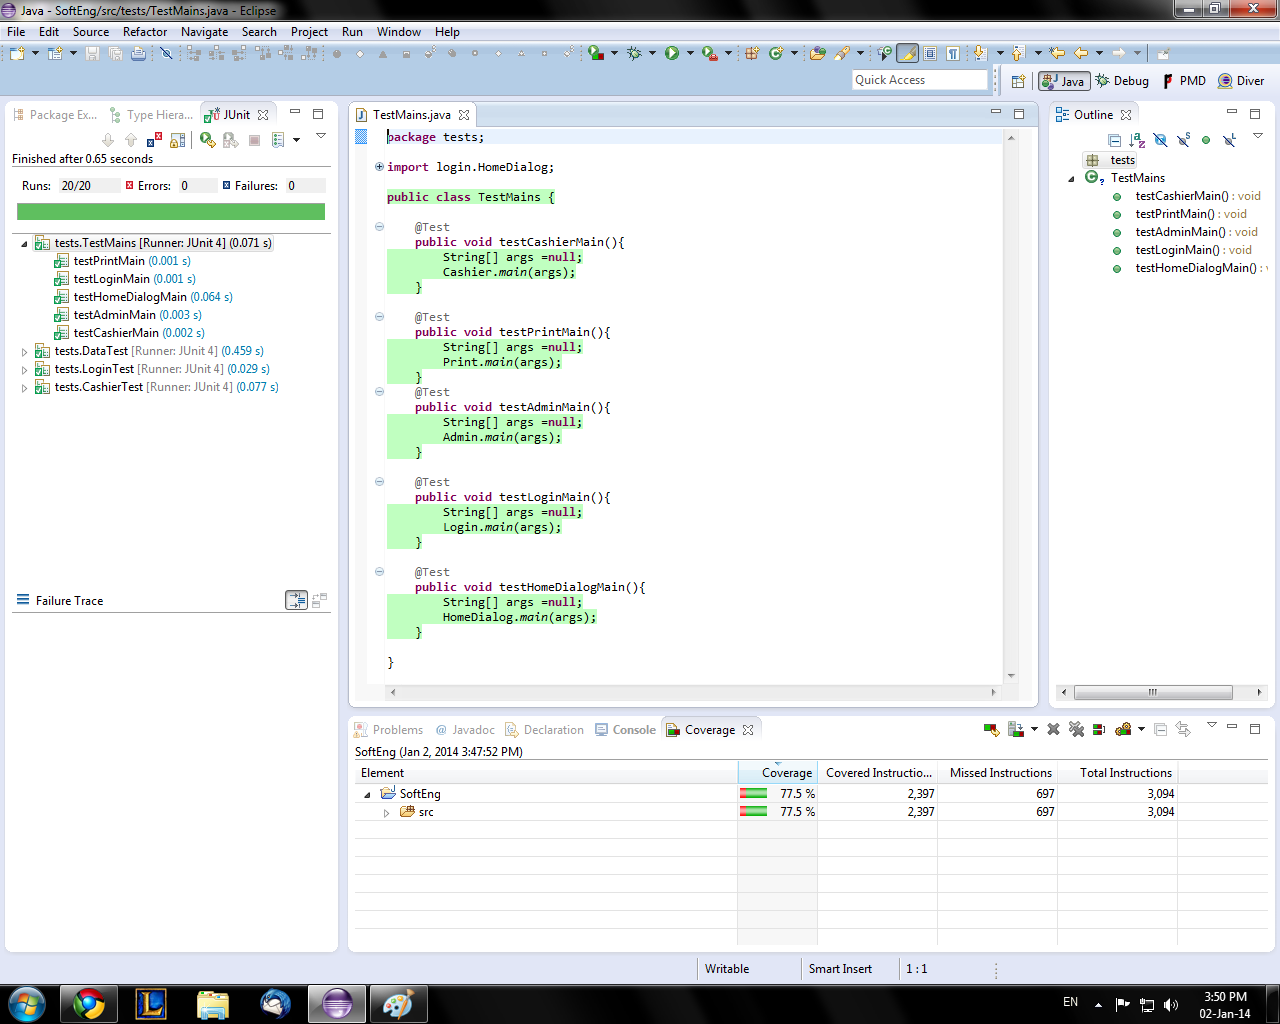 Java - SoftEng/src/tests/TestMains.java - Eclipse
File Edit Source Refactor Navigate Search Project Run Window Help
Quick Access
Java Debug PMD Diver
Package Ex... Type Hiera... JUnit
Finished after 0.65 seconds
Runs: 20/20 Errors: 0 Failures: 0
tests.TestMains [Runner: JUnit 4] (0.071 s)
testPrintMain (0.001 s)
testLoginMain (0.001 s)
testHomeDialogMain (0.064 s)
testAdminMain (0.003 s)
testCashierMain (0.002 s)
tests.DataTest [Runner: JUnit 4] (0.459 s)
tests.LoginTest [Runner: JUnit 4] (0.029 s)
tests.CashierTest [Runner: JUnit 4] (0.077 s)
Failure Trace
TestMains.java
package tests;
import login.HomeDialog;
public class TestMains {
@Test
public void testCashierMain(){
String[] args =null;
Cashier.main(args);
}
@Test
public void testPrintMain(){
String[] args =null;
Print.main(args);
}
@Test
public void testAdminMain(){
String[] args =null;
Admin.main(args);
}
@Test
public void testLoginMain(){
String[] args =null;
Login.main(args);
}
@Test
public void testHomeDialogMain(){
String[] args =null;
HomeDialog.main(args);
}
}
Outline
tests
TestMains
testCashierMain() : void
testPrintMain() : void
testAdminMain() : void
testLoginMain() : void
testHomeDialogMain() :
Problems Javadoc Declaration Console Coverage
SoftEng (Jan 2, 2014 3:47:52 PM)
Element Coverage Covered Instructio... Missed Instructions Total Instructions
SoftEng 77.5 % 2,397 697 3,094
src 77.5 % 2,397 697 3,094
Writable Smart Insert 1 : 1
EN
3:50 PM
02-Jan-14